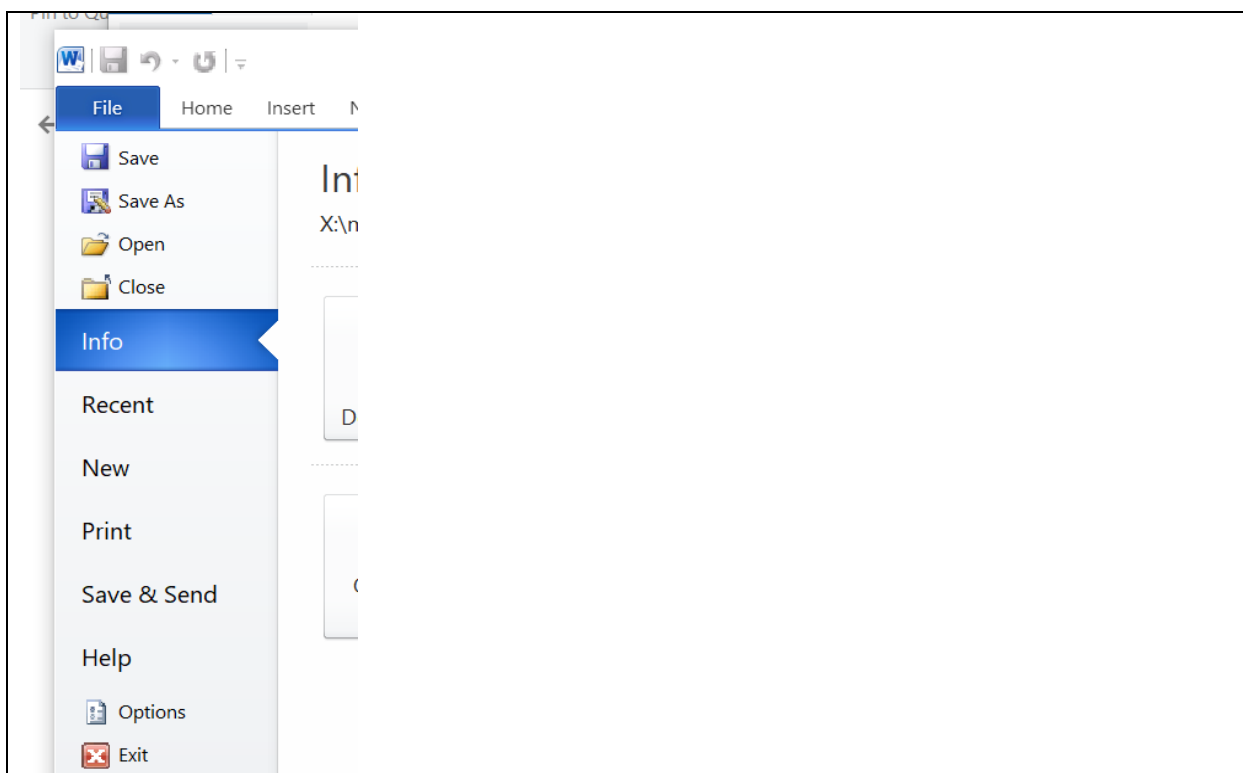 File Home Insert
Save
Save As
Open
Close
Info
Recent
New
Print
Save & Send
Help
Options
Exit
X:\